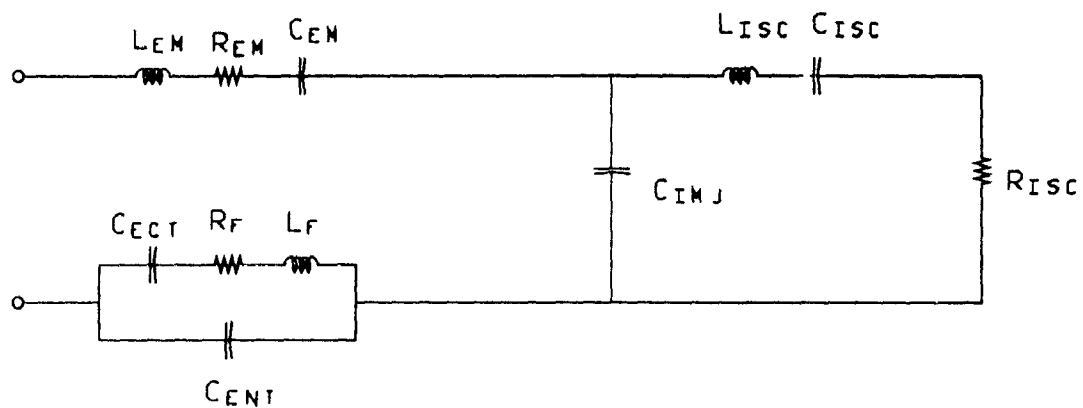 LEM REM CEM
LISC CISC
CIMJ
RISC
CECT RF LF
CENT